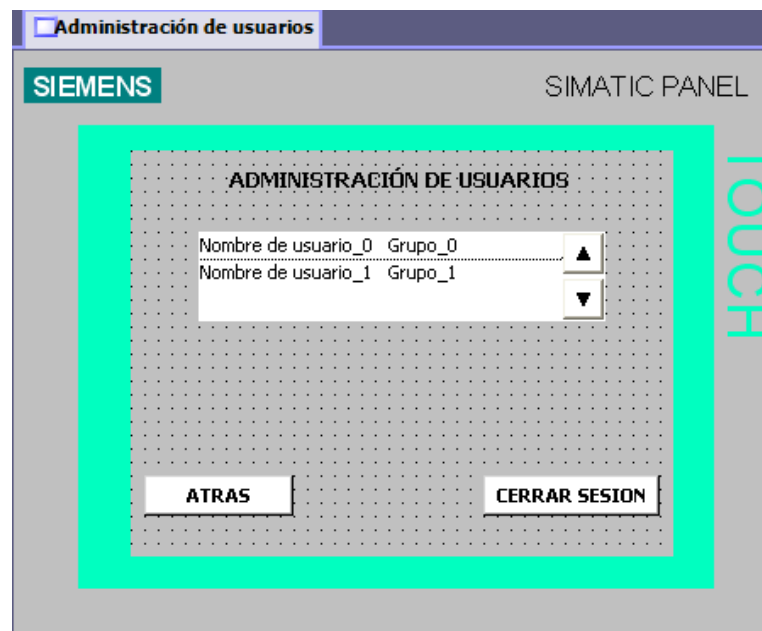 Administración de usuarios
SIEMENS
SIMATIC PANEL
TOUCH
ADMINISTRACIÓN DE USUARIOS
Nombre de usuario_0 Grupo_0
Nombre de usuario_1 Grupo_1
ATRAS
CERRAR SESION